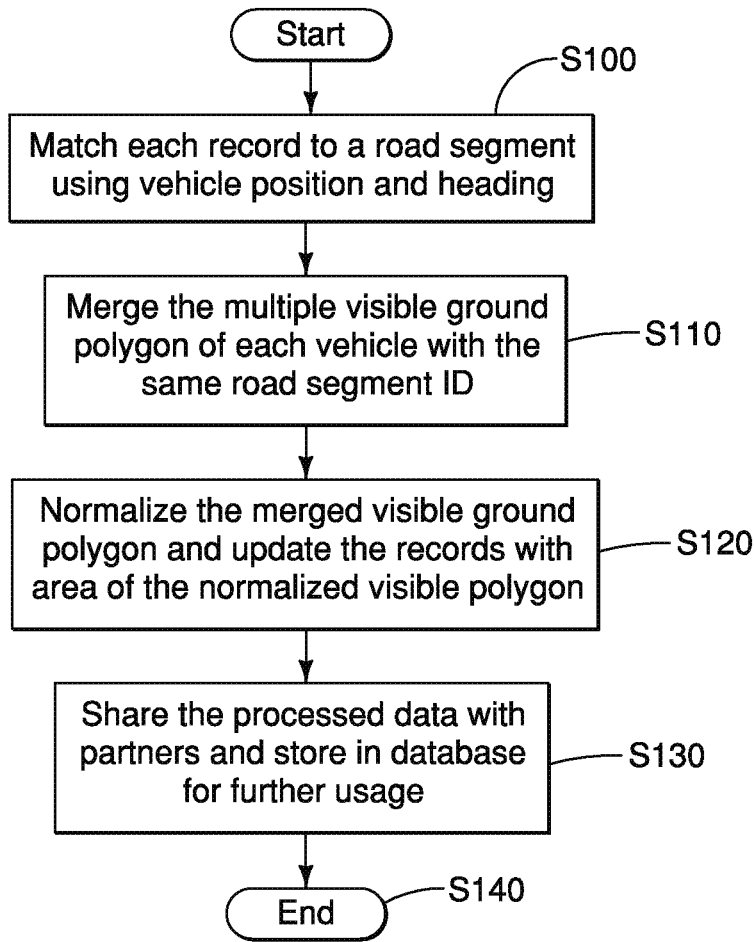 Start
S100
Match each record to a road segment
using vehicle position and heading
Merge the multiple visible ground
polygon of each vehicle with the
same road segment ID
S110
Normalize the merged visible ground
polygon and update the records with
area of the normalized visible polygon
S120
Share the processed data with
partners and store in database
for further usage
S130
End
S140